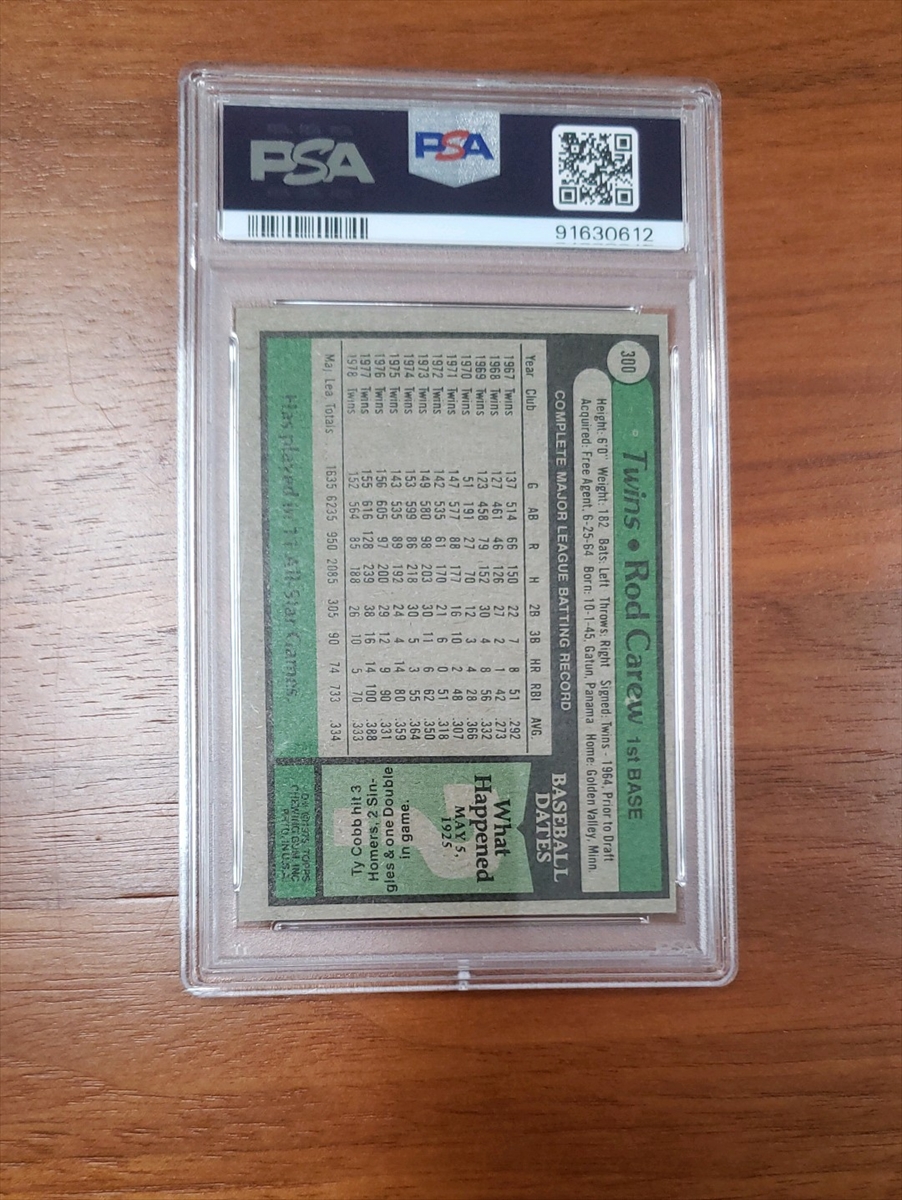 PSA
PSA
91630612
300
Twins • Rod Carew 1st BASE
Height: 6'0" Weight: 182 Bats: Left Throws: Right Signed: Twins - 1964, Prior to Draft
Acquired: Free Agent, 6-25-64 Born: 10-1-45, Gatun, Panama Home: Golden Valley, Minn.
COMPLETE MAJOR LEAGUE BATTING RECORD
Year Club G AB R H 2B 3B HR RBI AVG.
1967 Twins 137 514 66 150 22 7 8 51 .292
1968 Twins 127 461 46 126 27 2 1 42 .273
1969 Twins 123 458 79 152 30 4 8 56 .332
1970 Twins 51 191 27 70 12 3 4 28 .366
1971 Twins 147 577 88 177 16 10 2 48 .307
1972 Twins 142 535 61 170 21 6 0 51 .318
1973 Twins 149 580 98 203 30 11 6 62 .350
1974 Twins 153 599 86 218 30 5 3 55 .364
1975 Twins 143 535 89 192 24 4 14 80 .359
1976 Twins 156 605 97 200 29 12 9 90 .331
1977 Twins 155 616 128 239 38 16 14 100 .388
1978 Twins 152 564 85 188 26 10 5 70 .333
Maj. Lea. Totals 1635 6235 950 2085 305 90 74 733 .334
Has played in 11 All-Star Games.
BASEBALL
DATES
What
Happened
MAY 5,
1925
Ty Cobb hit 3
Homers, 2 Sin-
gles & one Double
in game.
TOPPS
CHEWING GUM, INC.
PRTD. IN U.S.A.
PSA